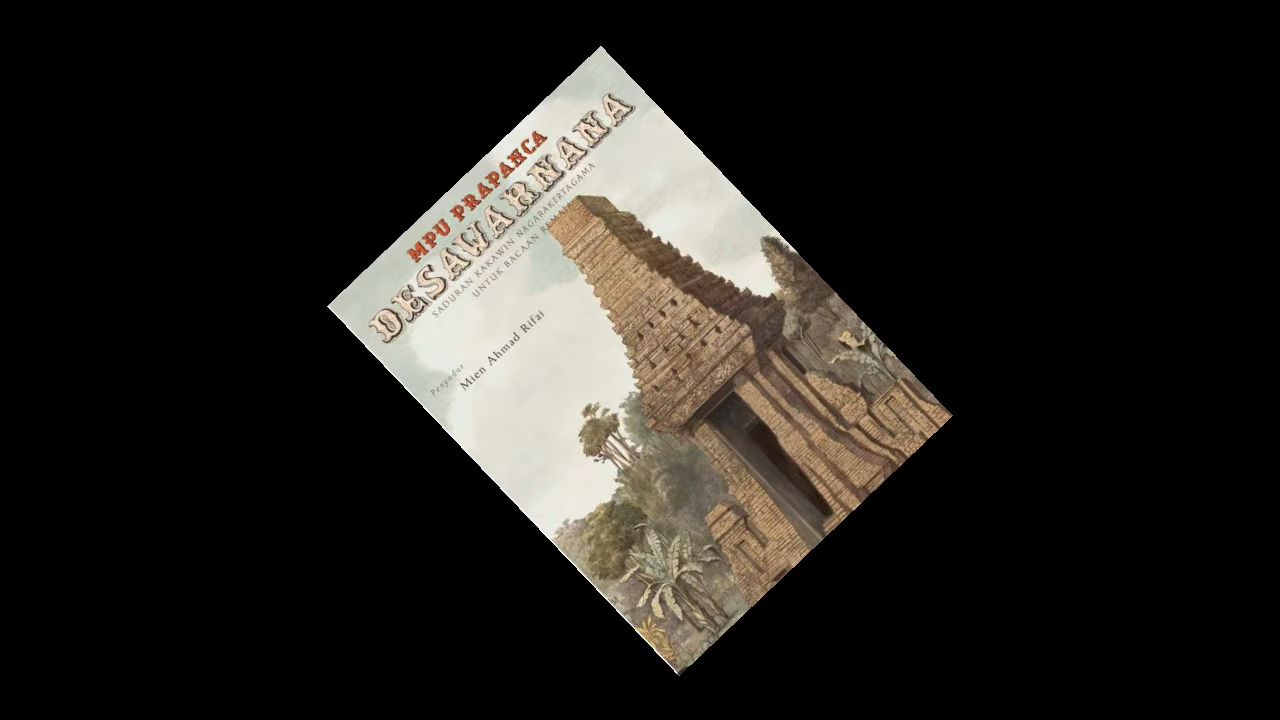 MPU PRAPANCA
DESAWARNANA
SADURAN KAKAWIN NAGARAKERTAGAMA
UNTUK BACAAN
Penyadur
Mien Ahmad Rifai